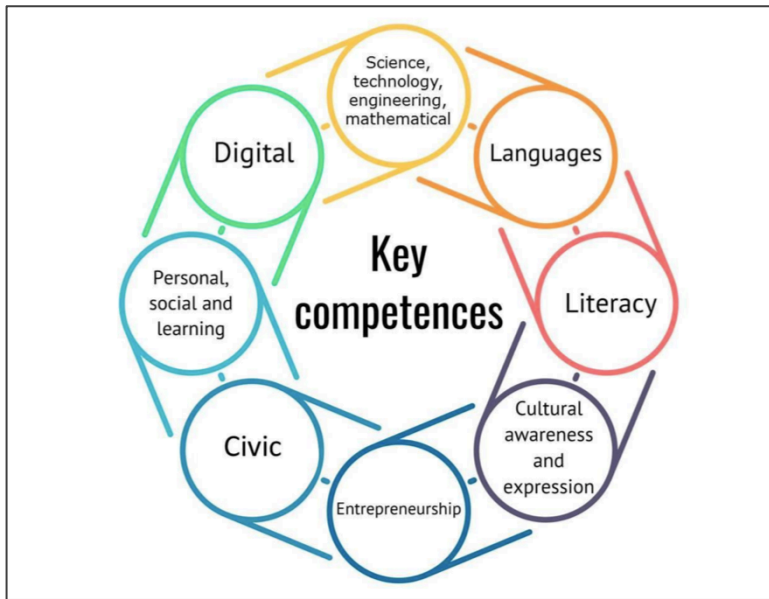 Science,
technology,
engineering,
mathematical
Digital
Languages
Key
competences
Personal,
social and
learning
Literacy
Civic
Cultural
awareness
and
expression
Entrepreneurship